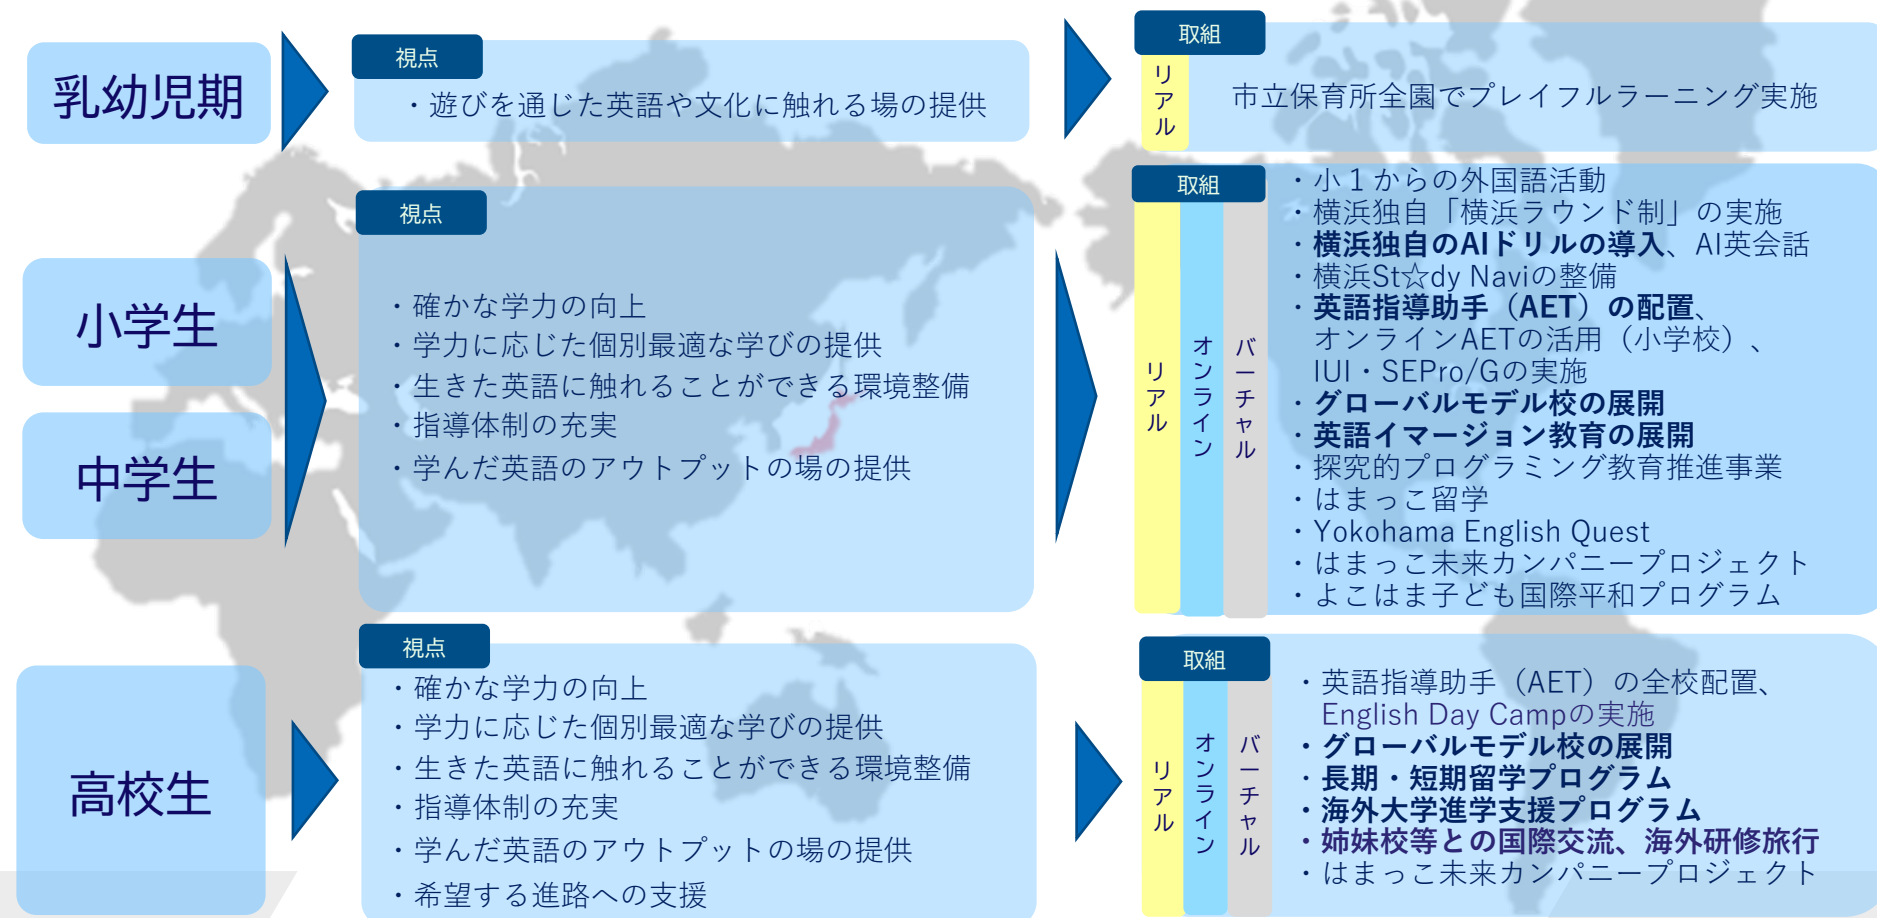 乳幼児期
視点
・遊びを通じた英語や文化に触れる場の提供
取組
リアル
市立保育所全園でプレイフルラーニング実施
小学生
中学生
視点
・確かな学力の向上
・学力に応じた個別最適な学びの提供
・生きた英語に触れることができる環境整備
・指導体制の充実
・学んだ英語のアウトプットの場の提供
取組
リアル
オンライン
バーチャル
・小１からの外国語活動
・横浜独自「横浜ラウンド制」の実施
・横浜独自のAIドリルの導入、AI英会話
・横浜St☆dy Naviの整備
・英語指導助手（AET）の配置、
オンラインAETの活用（小学校）、
IUI・SEPro/Gの実施
・グローバルモデル校の展開
・英語イマージョン教育の展開
・探究的プログラミング教育推進事業
・はまっこ留学
・Yokohama English Quest
・はまっこ未来カンパニープロジェクト
・よこはま子ども国際平和プログラム
高校生
視点
・確かな学力の向上
・学力に応じた個別最適な学びの提供
・生きた英語に触れることができる環境整備
・指導体制の充実
・学んだ英語のアウトプットの場の提供
・希望する進路への支援
取組
リアル
オンライン
バーチャル
・英語指導助手（AET）の全校配置、
English Day Campの実施
・グローバルモデル校の展開
・長期・短期留学プログラム
・海外大学進学支援プログラム
・姉妹校等との国際交流、海外研修旅行
・はまっこ未来カンパニープロジェクト